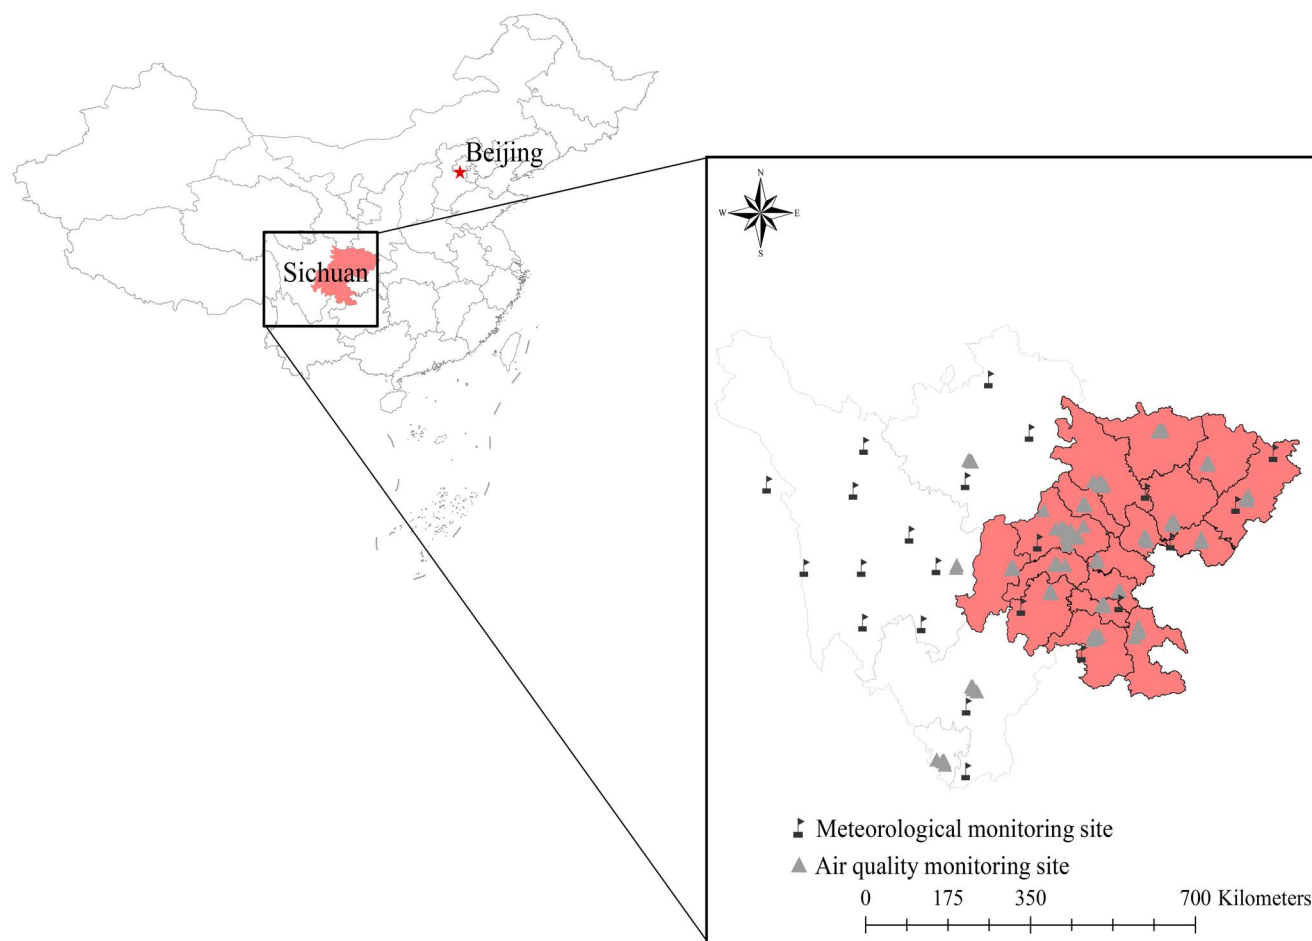 Beijing
Sichuan
N
W E
S
Meteorological monitoring site
Air quality monitoring site
0 175 350 700 Kilometers